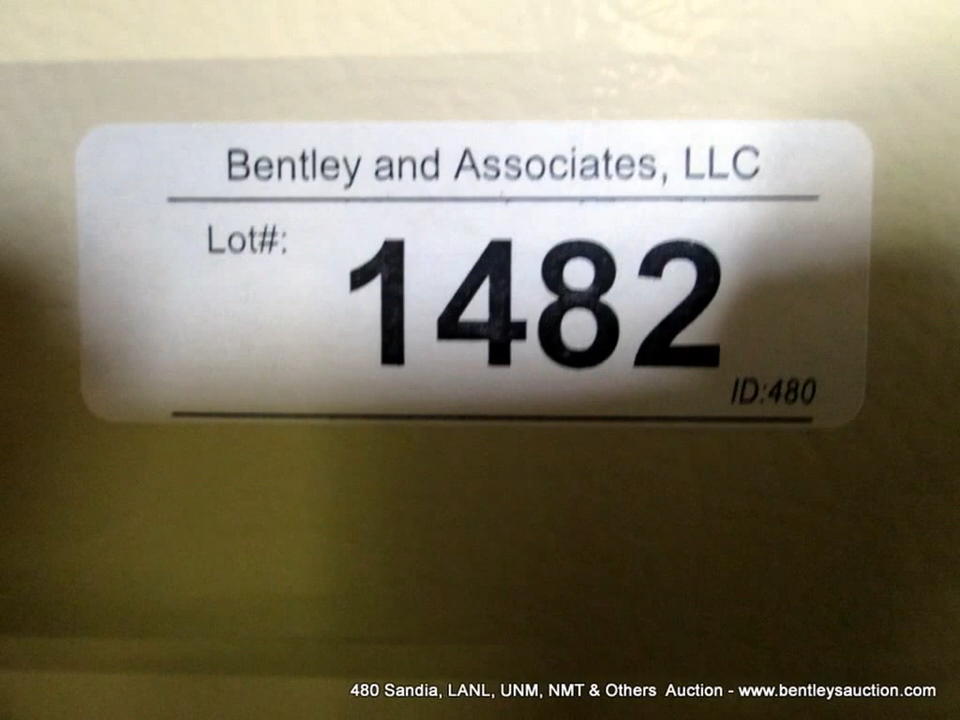 Bentley and Associates, LLC
Lot#:
1482
ID:480
480 Sandia, LANL, UNM, NMT & Others Auction - www.bentleysauction.com